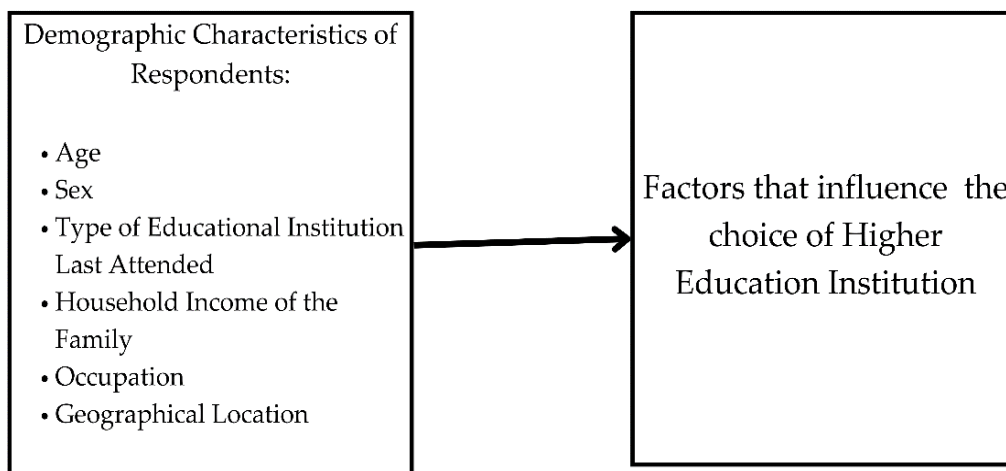 Demographic Characteristics of
Respondents:
• Age
• Sex
• Type of Educational Institution
Last Attended
• Household Income of the
Family
• Occupation
• Geographical Location
Factors that influence the
choice of Higher
Education Institution